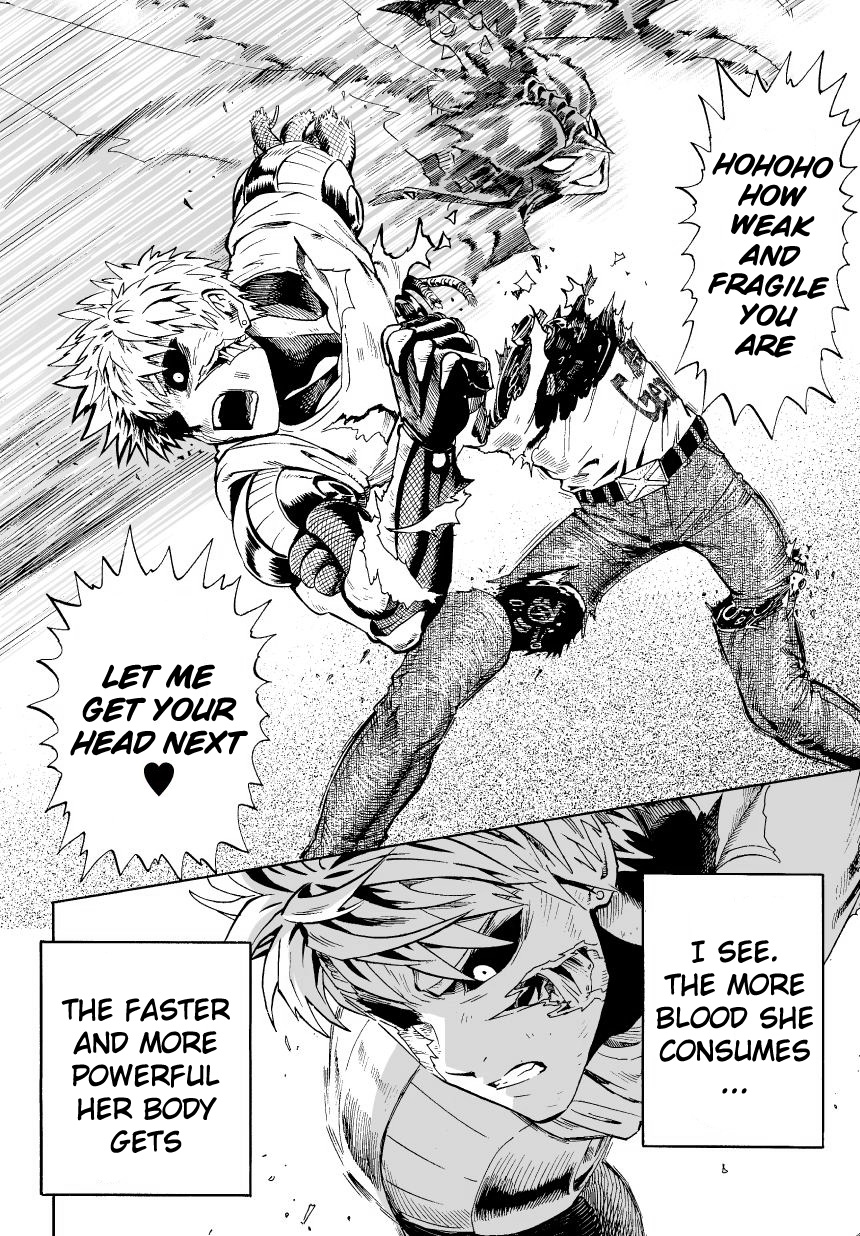 HOHOHO
HOW
WEAK
AND
FRAGILE
YOU
ARE
LET ME
GET YOUR
HEAD NEXT
♥
I SEE.
THE MORE
BLOOD SHE
CONSUMES
...
THE FASTER
AND MORE
POWERFUL
HER BODY
GETS